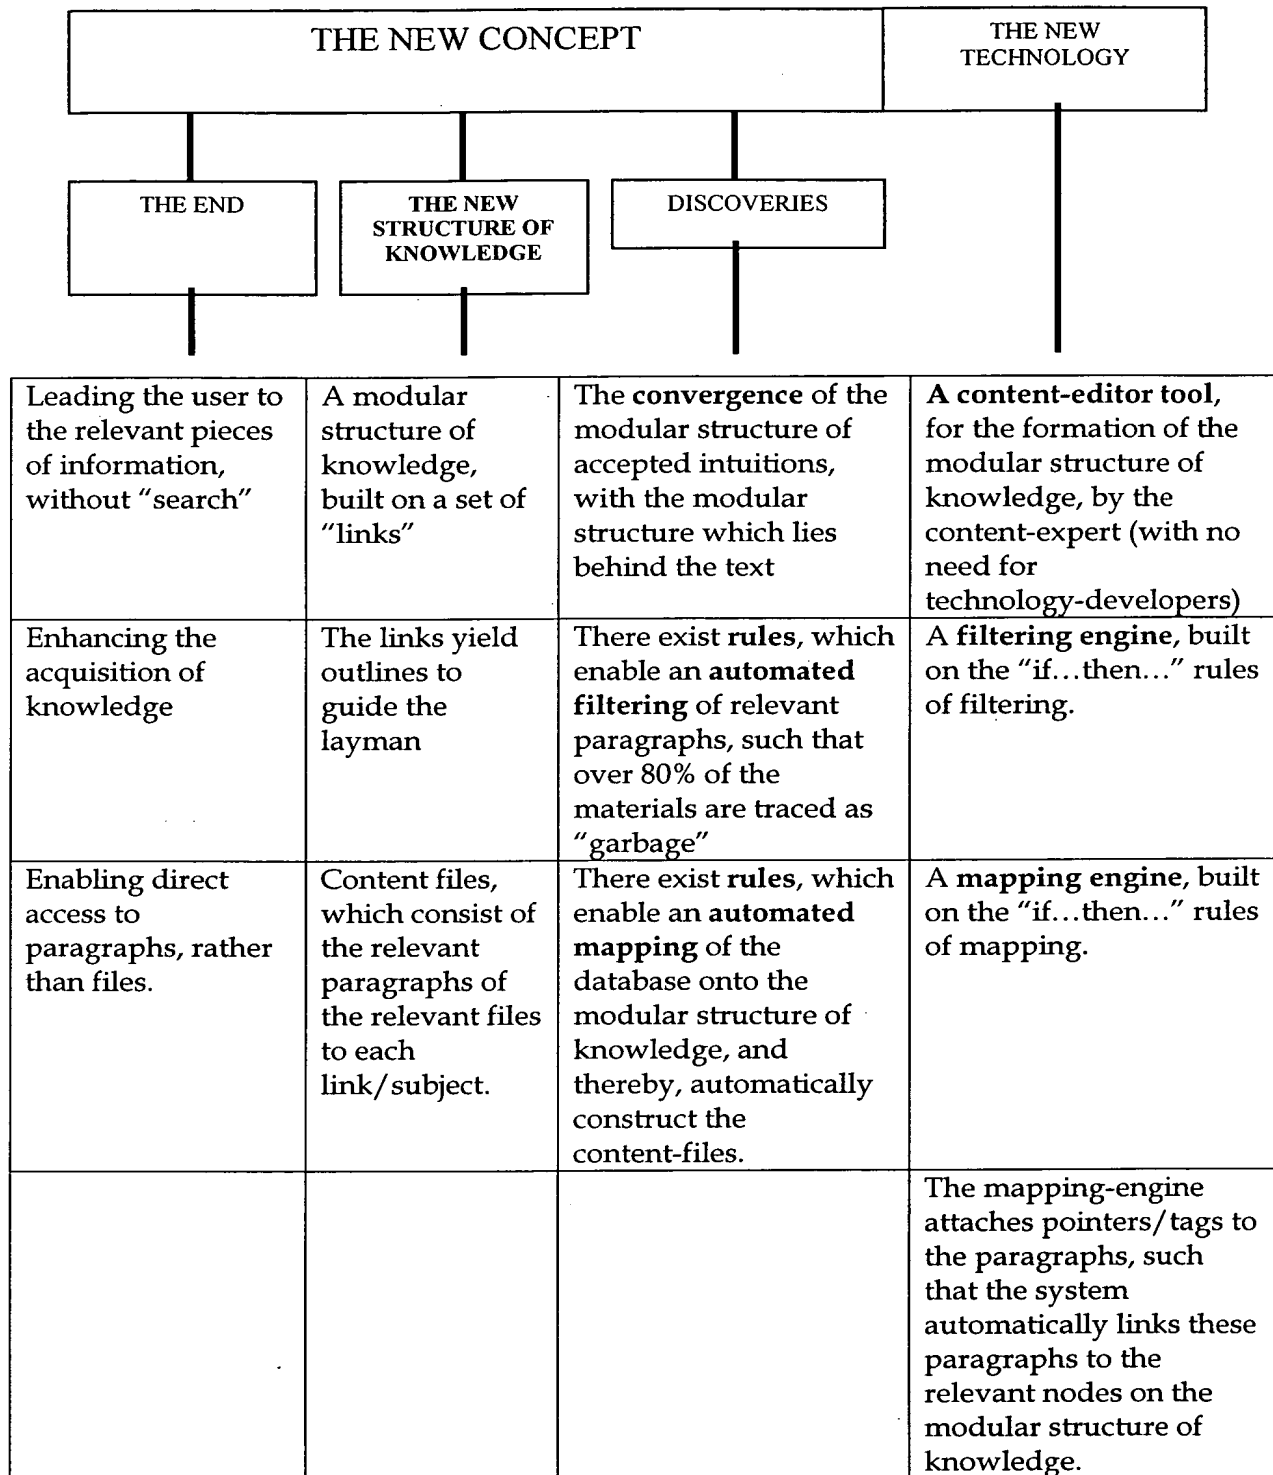 THE NEW CONCEPT
THE NEW
TECHNOLOGY
THE END
THE NEW
STRUCTURE OF
KNOWLEDGE
DISCOVERIES
Leading the user to
the relevant pieces
of information,
without "search"
A modular
structure of
knowledge,
built on a set of
"links"
The convergence of the
modular structure of
accepted intuitions,
with the modular
structure which lies
behind the text
A content-editor tool,
for the formation of the
modular structure of
knowledge, by the
content-expert (with no
need for
technology-developers)
Enhancing the
acquisition of
knowledge
The links yield
outlines to
guide the
layman
There exist rules, which
enable an automated
filtering of relevant
paragraphs, such that
over 80% of the
materials are traced as
"garbage"
A filtering engine, built
on the "if...then..." rules
of filtering.
Enabling direct
access to
paragraphs, rather
than files.
Content files,
which consist of
the relevant
paragraphs of
the relevant files
to each
link/subject.
There exist rules, which
enable an automated
mapping of the
database onto the
modular structure of
knowledge, and
thereby, automatically
construct the
content-files.
A mapping engine, built
on the "if...then..." rules
of mapping.
The mapping-engine
attaches pointers/tags to
the paragraphs, such
that the system
automatically links these
paragraphs to the
relevant nodes on the
modular structure of
knowledge.